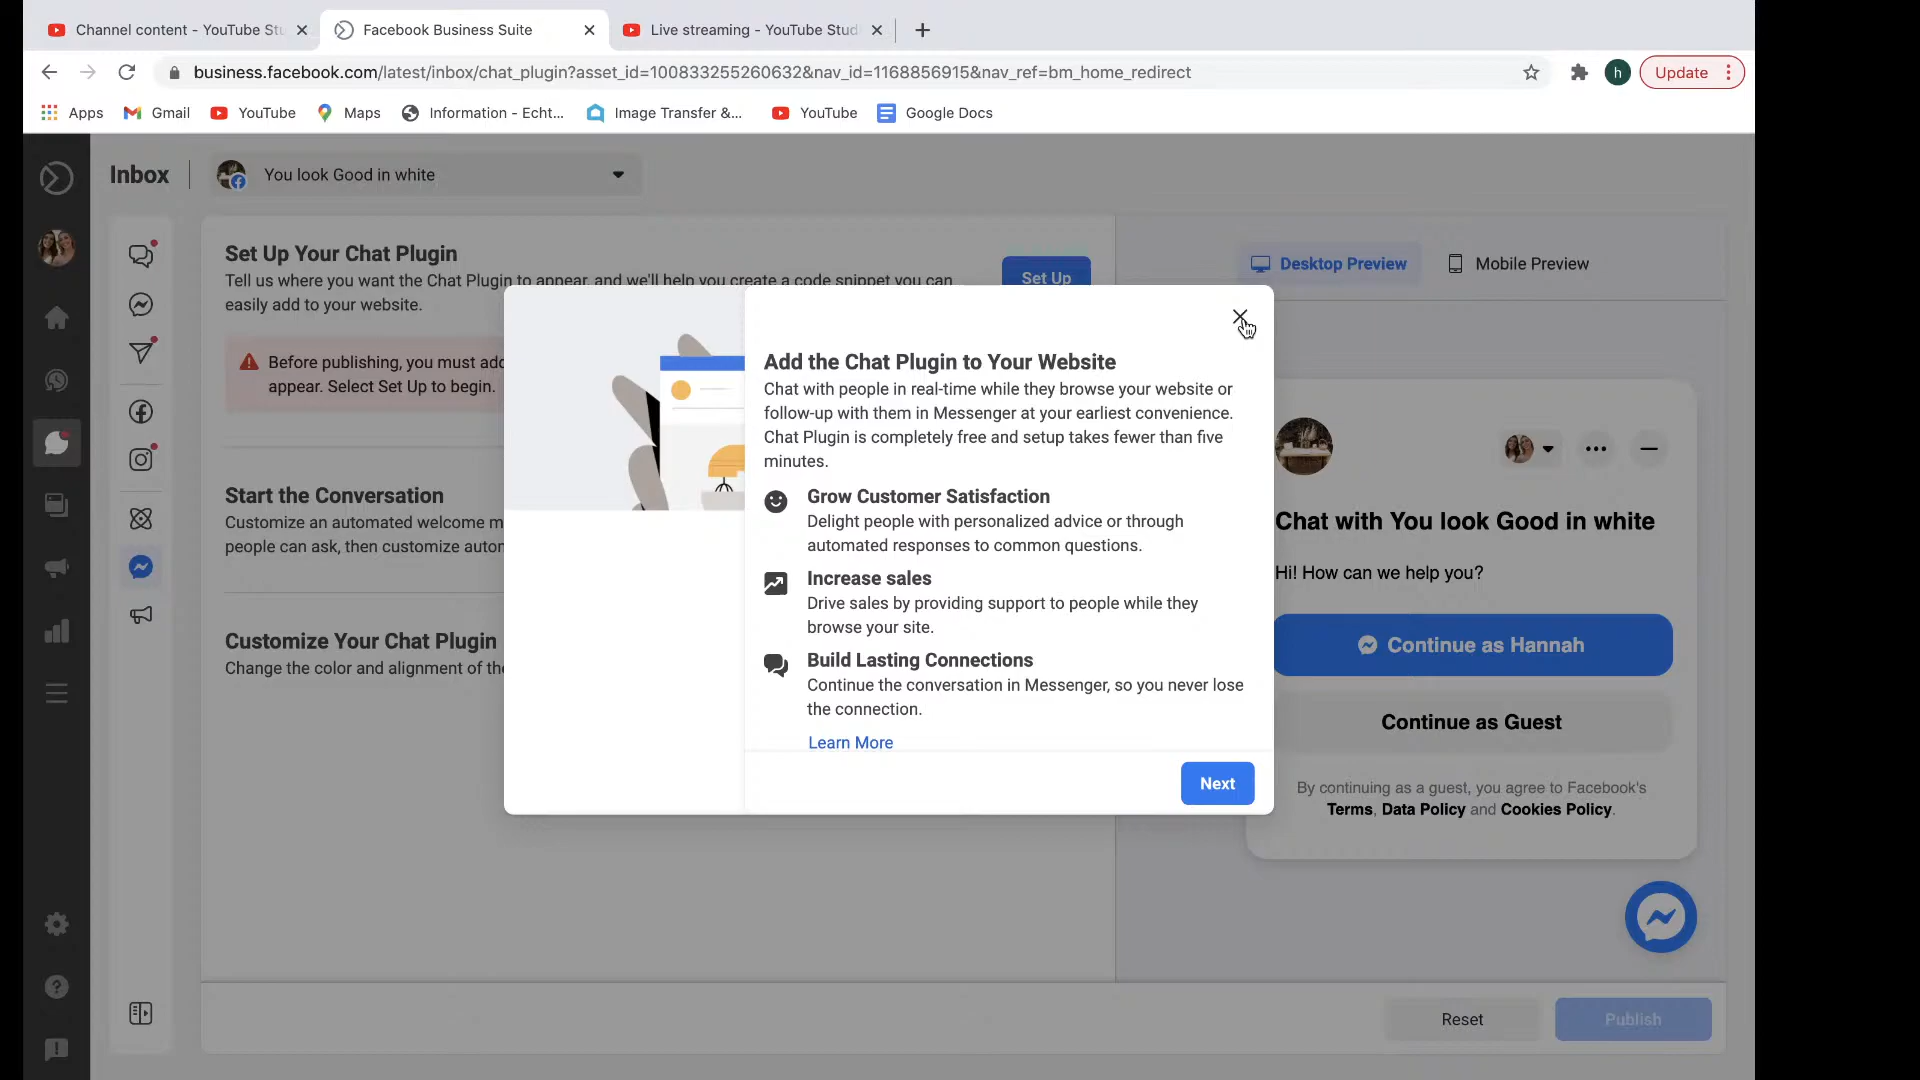 Channel content - YouTube Stu
Facebook Business Suite
Live streaming - YouTube Stud
business.facebook.com/latest/inbox/chat_plugin?asset_id=100833255260632&nav_id=1168856915&nav_ref=bm_home_redirect
h
Update
Apps
Gmail
YouTube
Maps
Information - Echt...
Image Transfer &...
YouTube
Google Docs
Inbox
You look Good in white
Set Up Your Chat Plugin
Tell us where you want the Chat Plugin to appear, and we'll help you create a code snippet you can
easily add to your website.
Set Up
Before publishing, you must add
appear. Select Set Up to begin.
Start the Conversation
Customize an automated welcome m
people can ask, then customize auton
Customize Your Chat Plugin
Change the color and alignment of the
Add the Chat Plugin to Your Website
Chat with people in real-time while they browse your website or
follow-up with them in Messenger at your earliest convenience.
Chat Plugin is completely free and setup takes fewer than five
minutes.
Grow Customer Satisfaction
Delight people with personalized advice or through
automated responses to common questions.
Increase sales
Drive sales by providing support to people while they
browse your site.
Build Lasting Connections
Continue the conversation in Messenger, so you never lose
the connection.
Learn More
Next
Desktop Preview
Mobile Preview
Chat with You look Good in white
Hi! How can we help you?
Continue as Hannah
Continue as Guest
By continuing as a guest, you agree to Facebook's
Terms, Data Policy and Cookies Policy.
Reset
Publish